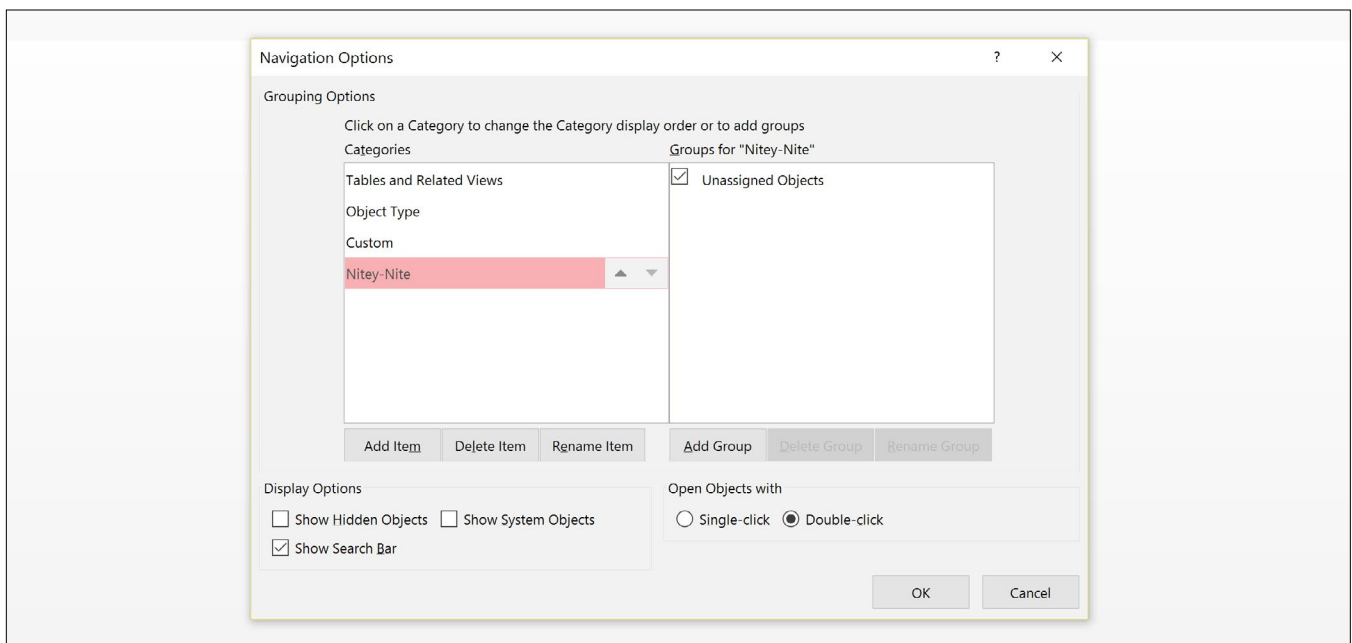 Navigation Options
?
Grouping Options
Click on a Category to change the Category display order or to add groups
Categories
Groups for "Nitey-Nite"
Tables and Related Views
Unassigned Objects
Object Type
Custom
Nitey-Nite
Add Item Delete Item Rename Item
Add Group Delete Group Rename Group
Display Options
Show Hidden Objects Show System Objects
Show Search Bar
Open Objects with
Single-click Double-click
OK Cancel